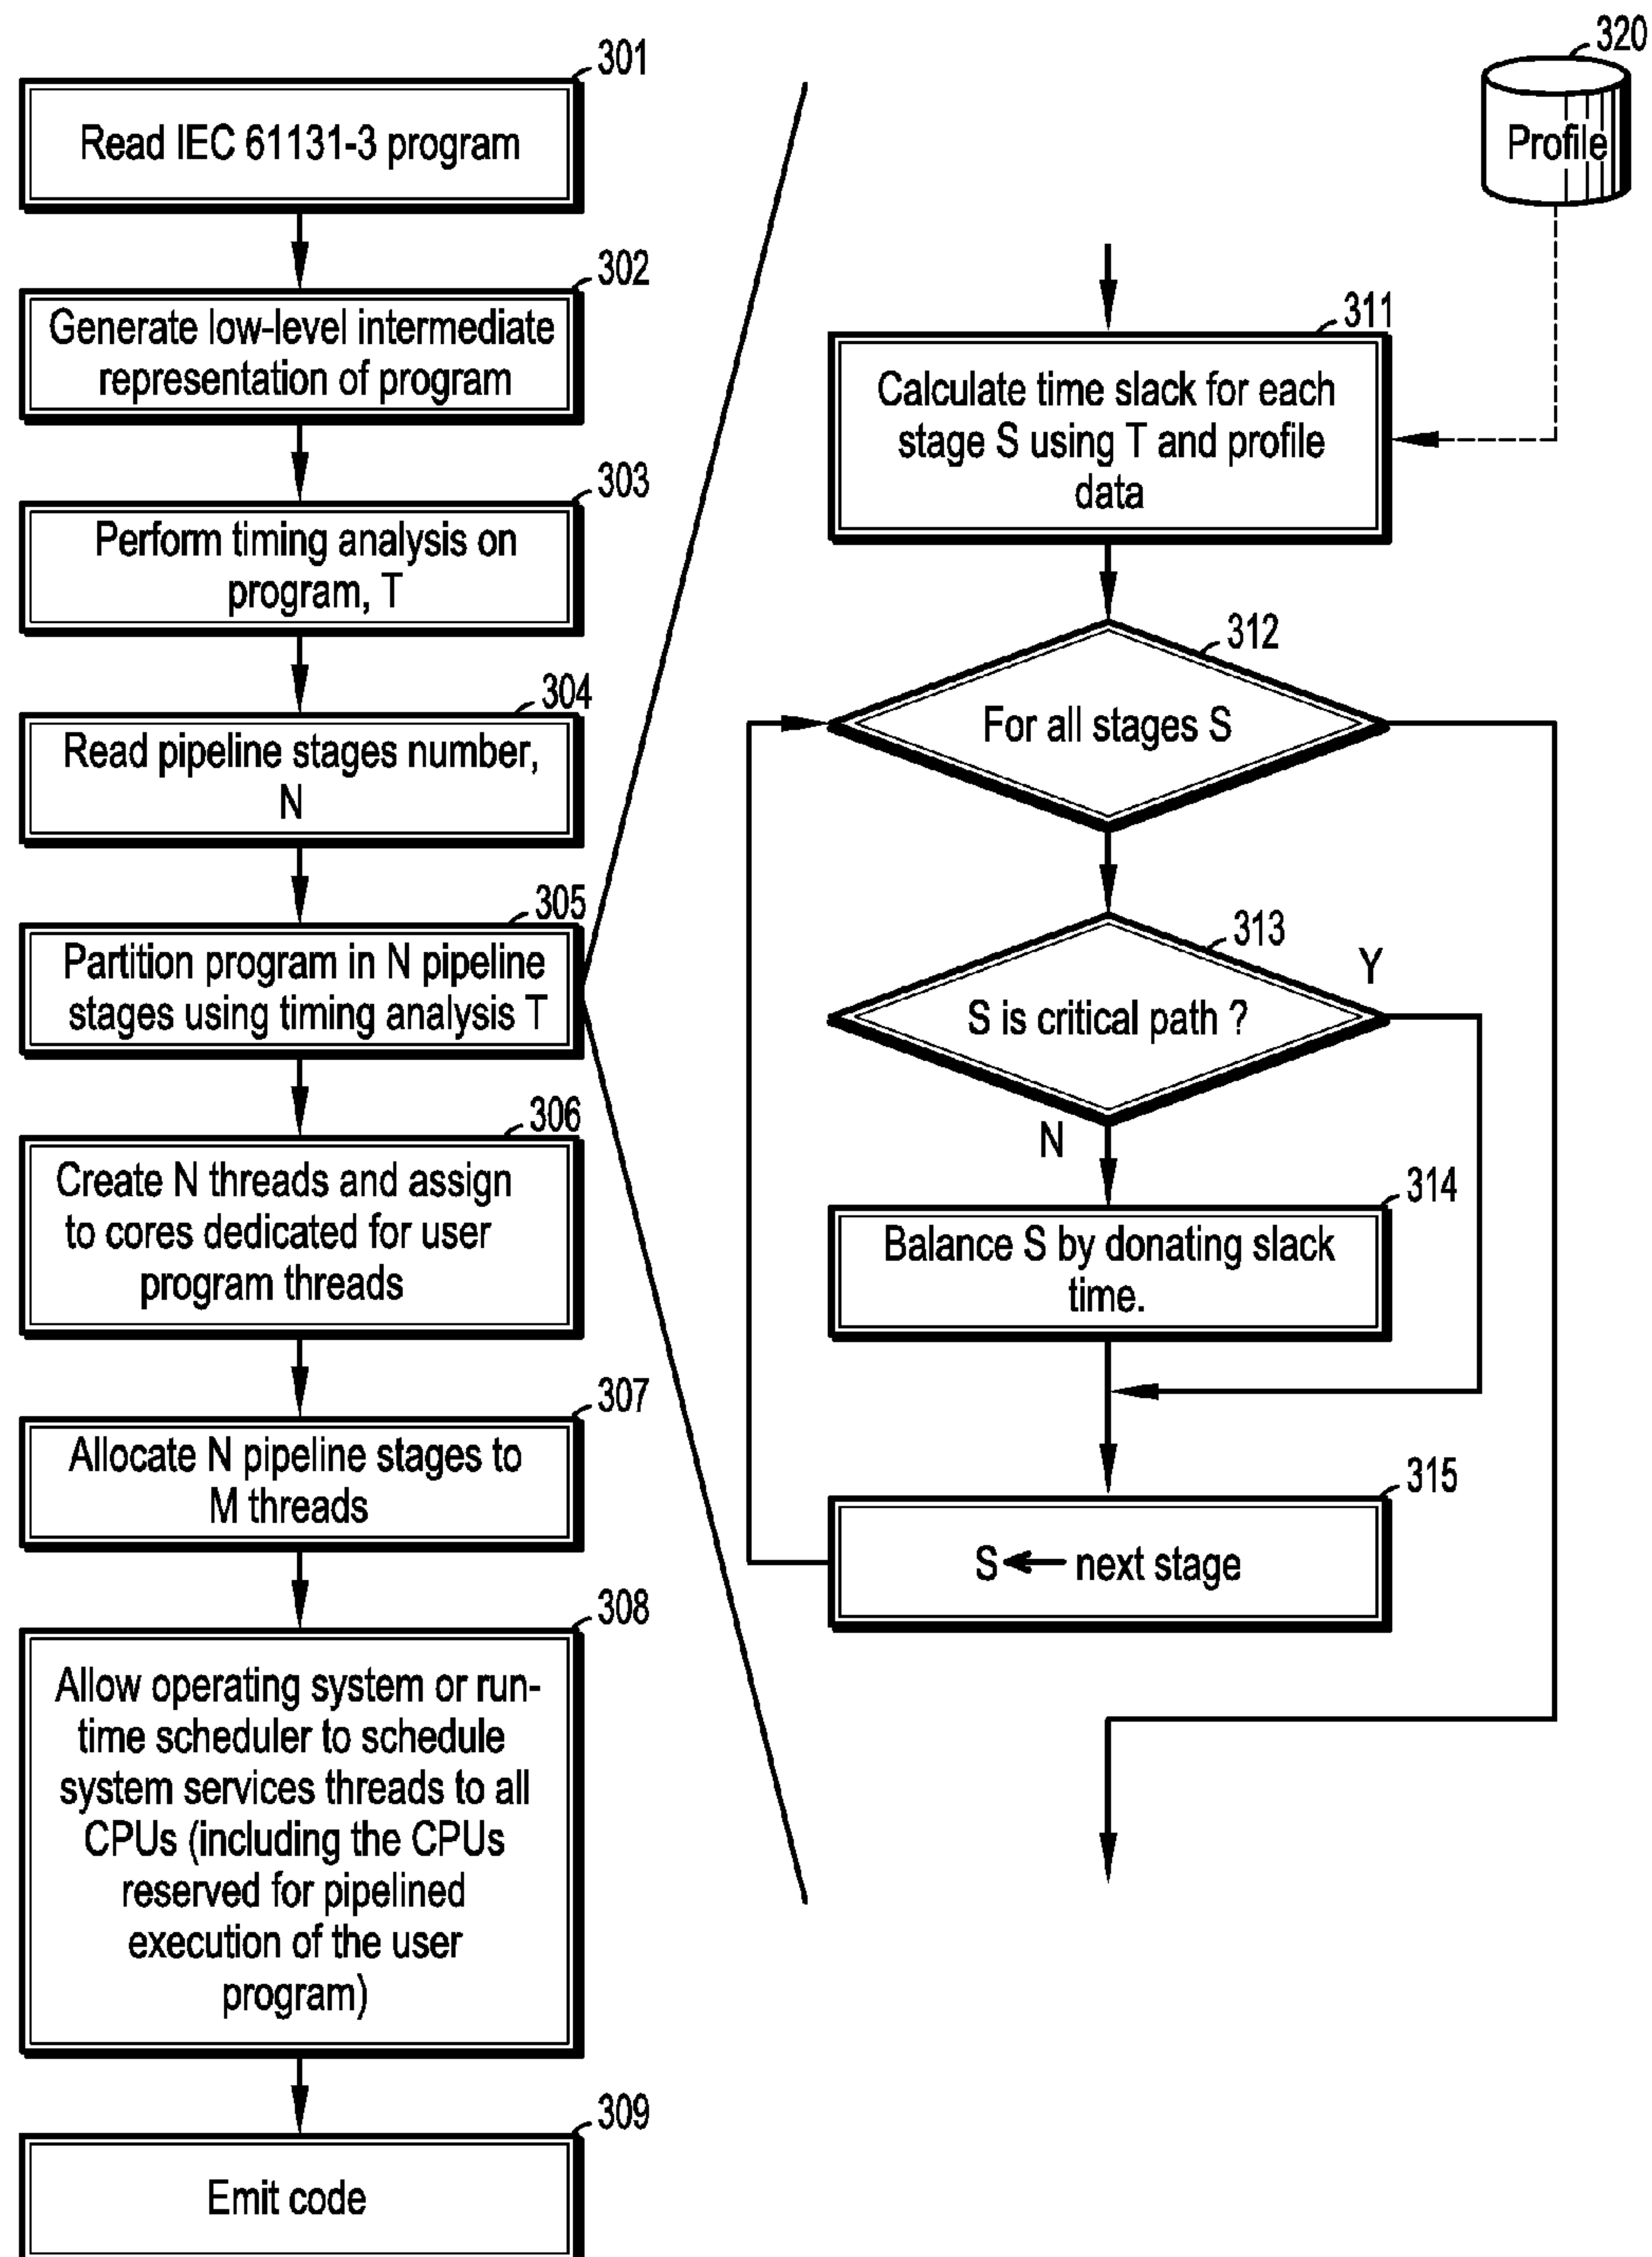 301
Read IEC 61131-3 program
302
Generate low-level intermediate
representation of program
303
Perform timing analysis on
program, T
304
Read pipeline stages number,
N
305
Partition program in N pipeline
stages using timing analysis T
306
Create N threads and assign
to cores dedicated for user
program threads
307
Allocate N pipeline stages to
M threads
308
Allow operating system or run-
time scheduler to schedule
system services threads to all
CPUs (including the CPUs
reserved for pipelined
execution of the user
program)
309
Emit code
320
Profile
311
Calculate time slack for each
stage S using T and profile
data
312
For all stages S
313
Y
S is critical path ?
N
314
Balance S by donating slack
time.
315
S ← next stage